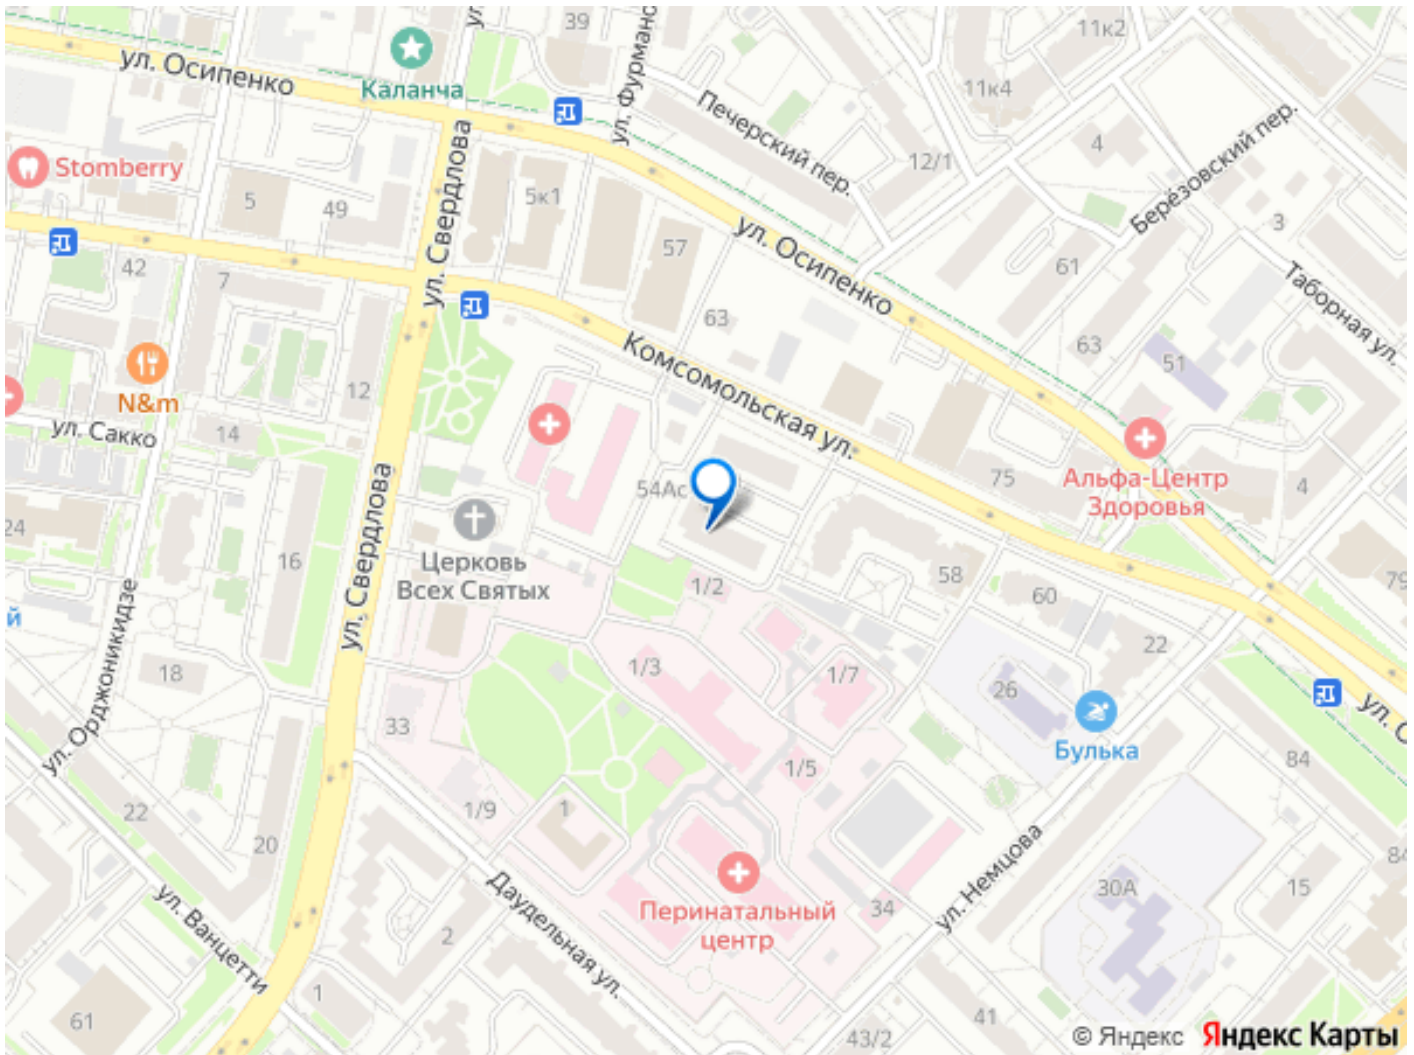 39
11к2
ул. Осипенко
Каланча
ул. Фурманс
11к4
Печерский пер.
12/1
4
Берёзовский пер.
Stomberry
5
49
ул. Свердлова
5к1
57
ул. Осипенко
61
3
Таборная ул.
42
7
63
Комсомольская ул.
63
51
N&m
12
ул. Сакко
14
54Ас
75
Альфа-Центр
Здоровья
4
24
16
ул. Свердлова
Церковь
Всех Святых
1/2
58
60
79
й
ул. Орджоникидзе
18
1/3
1/7
22
26
33
Булька
ул. С
84
1/5
22
1/9
1
20
ул. Немцова
84
30А
15
ул. Ванцетти
Даудельная ул.
2
Перинатальный
центр
34
1
61
43/2
41
© Яндекс Яндекс Карты